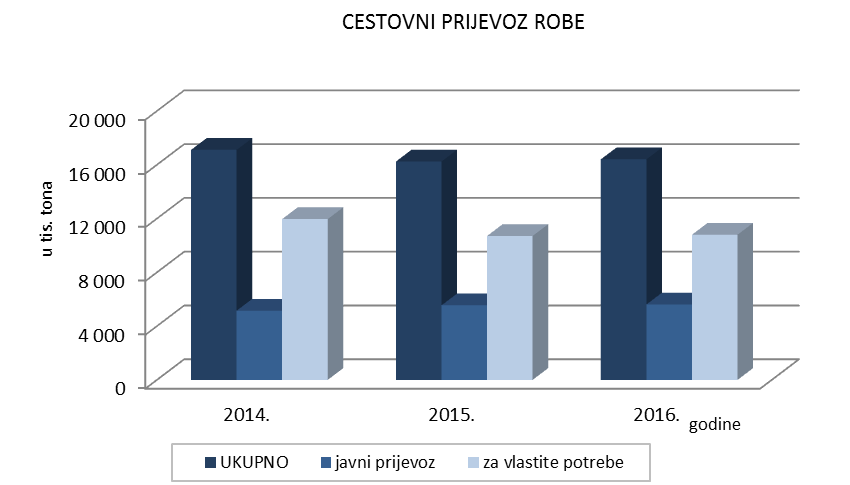 CESTOVNI PRIJEVOZ ROBE
u tis. tona
20 000
16 000
12 000
8 000
4 000
0
2014. 2015. 2016. godine
UKUPNO javni prijevoz za vlastite potrebe